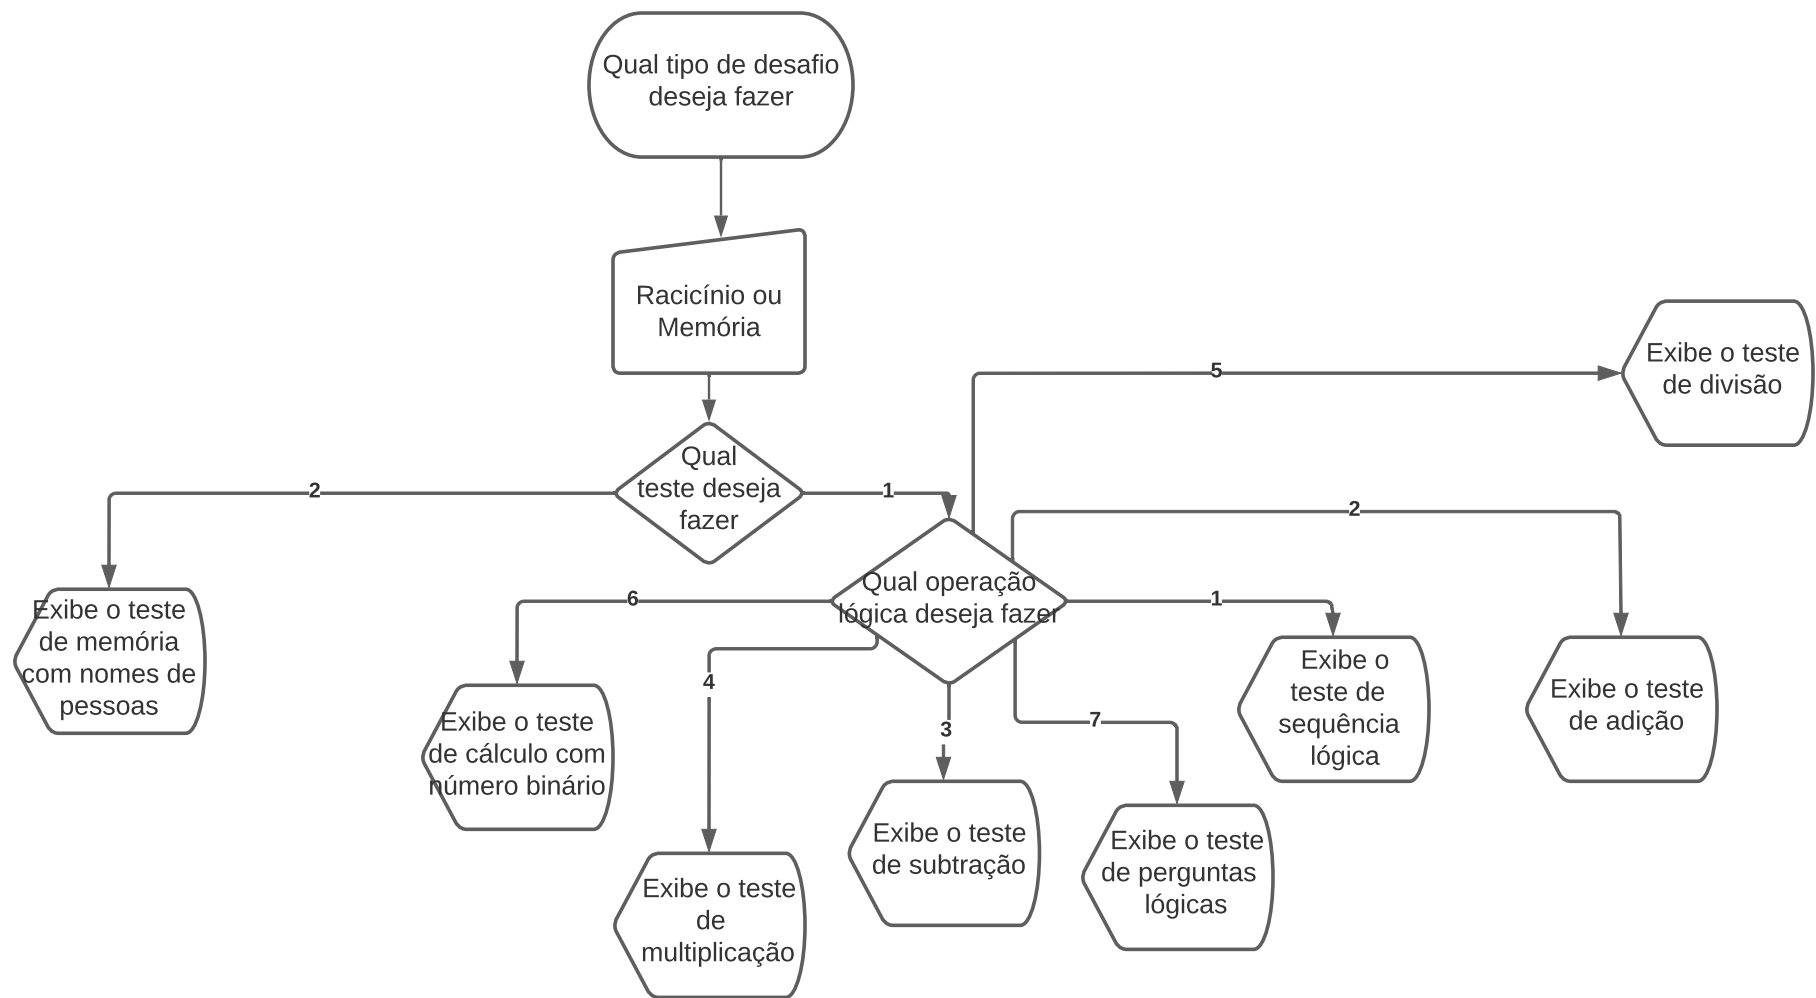 Qual tipo de desafio
deseja fazer
Racicínio ou
Memória
Qual
teste deseja
fazer
2
1
5
Exibe o teste
de divisão
Qual operação
lógica deseja fazer
2
6
1
4
3
7
Exibe o teste
de memória
com nomes de
pessoas
Exibe o teste
de cálculo com
número binário
Exibe o teste
de
multiplicação
Exibe o teste
de subtração
Exibe o teste
de perguntas
lógicas
Exibe o
teste de
sequência
lógica
Exibe o teste
de adição